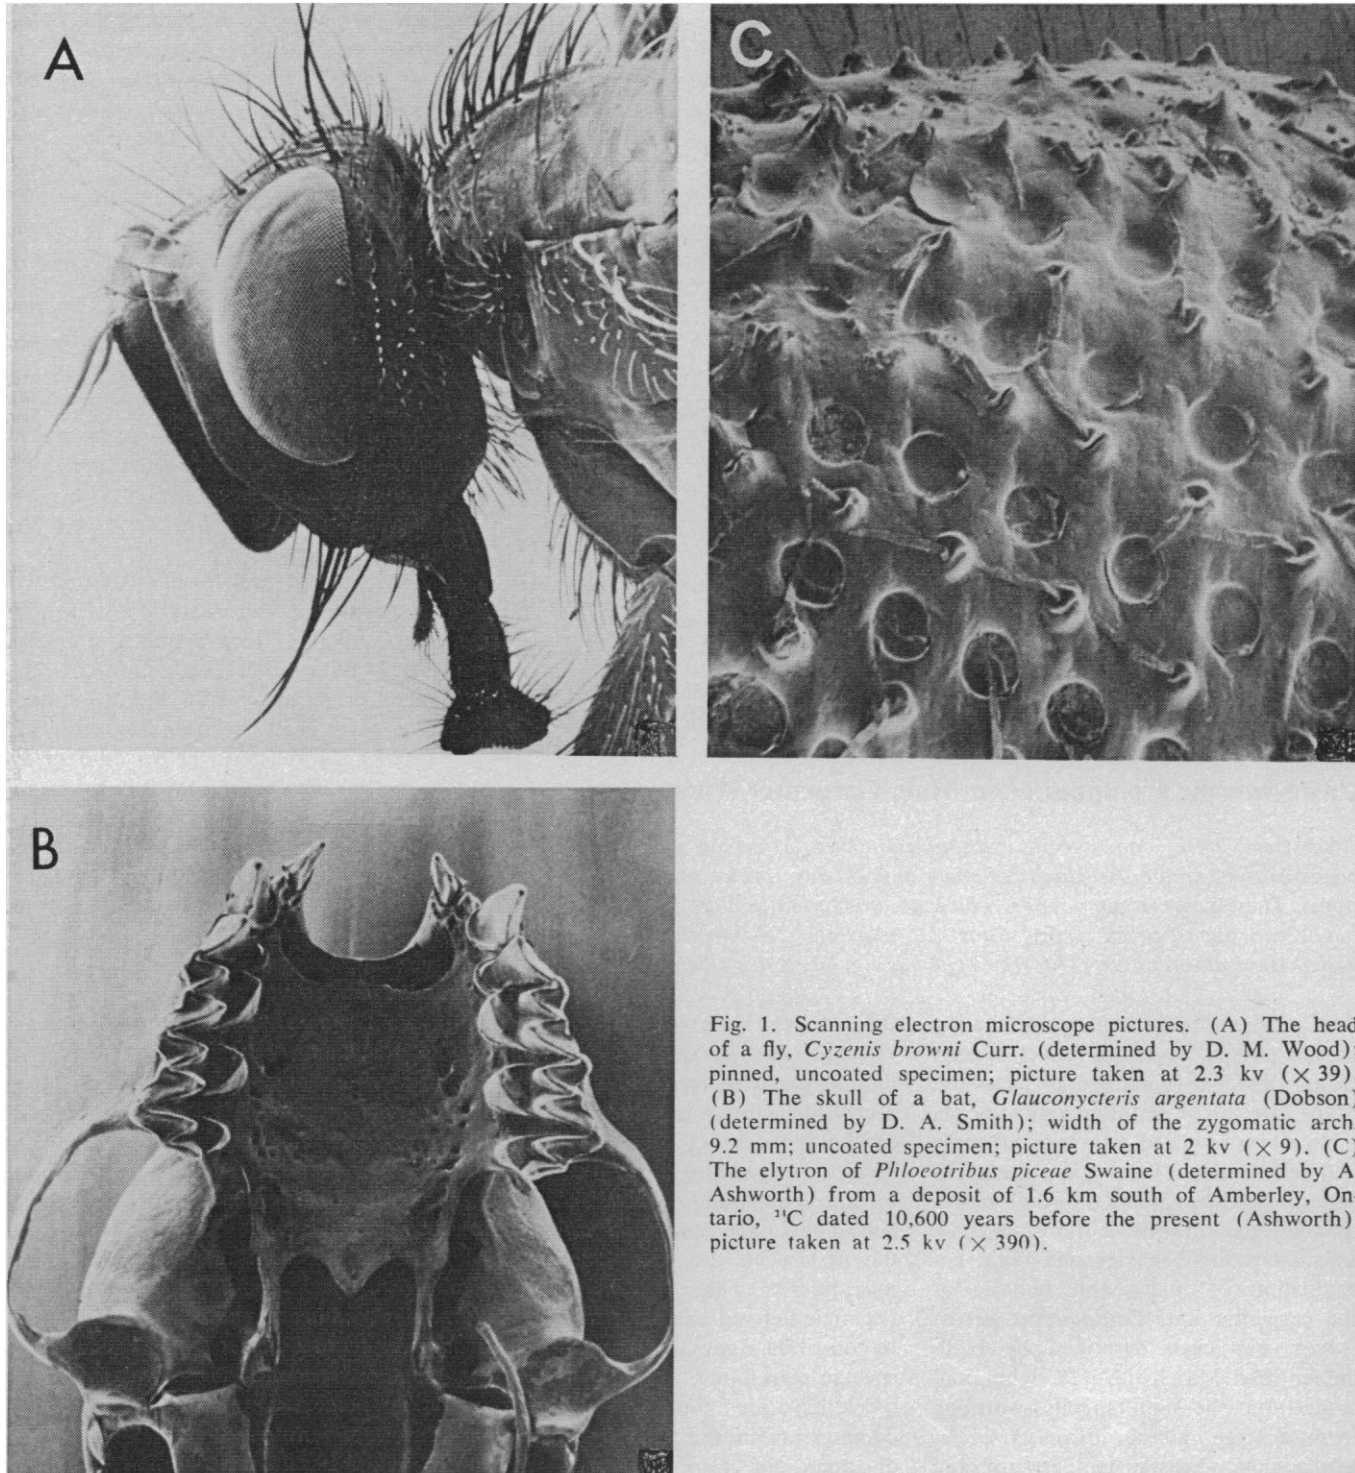 A
C
B
Fig. 1. Scanning electron microscope pictures. (A) The head
of a fly, Cyzenis browni Curr. (determined by D. M. Wood);
pinned, uncoated specimen; picture taken at 2.3 kv (× 39).
(B) The skull of a bat, Glauconycteris argentata (Dobson)
(determined by D. A. Smith); width of the zygomatic arch,
9.2 mm; uncoated specimen; picture taken at 2 kv (× 9). (C)
The elytron of Phloeotribus piceae Swaine (determined by A.
Ashworth) from a deposit of 1.6 km south of Amberley, On-
tario, ¹⁴C dated 10,600 years before the present (Ashworth);
picture taken at 2.5 kv (× 390).